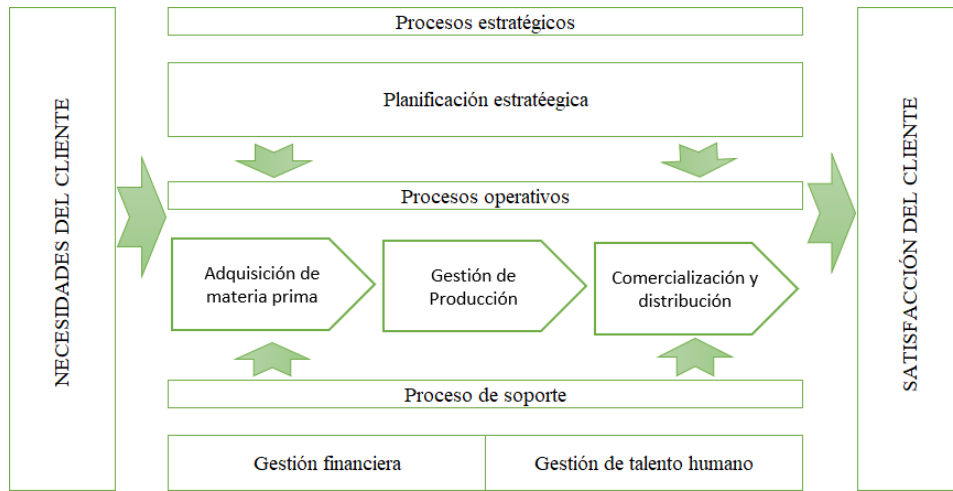 NECESIDADES DEL CLIENTE
Procesos estratégicos
Planificación estratéegica
Procesos operativos
Adquisición de
materia prima
Gestión de
Producción
Comercialización y
distribución
Proceso de soporte
Gestión financiera
Gestión de talento humano
SATISFACCIÓN DEL CLIENTE